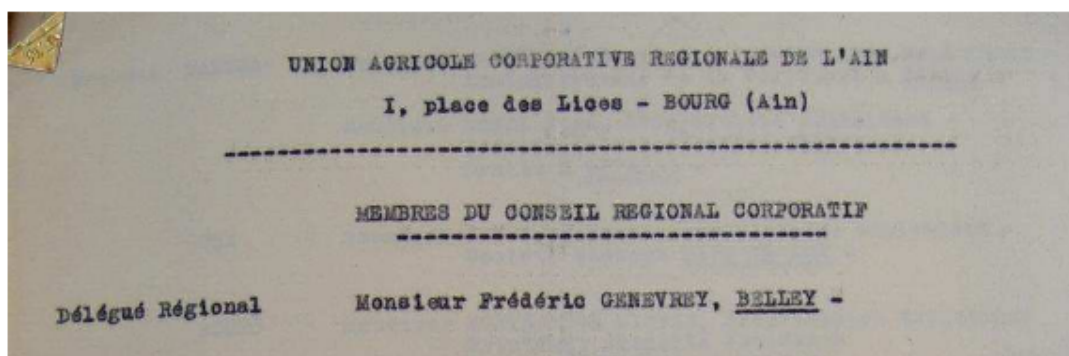 UNION AGRICOLE CORPORATIVE REGIONALE DE L'AIN
I, place des Lices - BOURG (Ain)
MEMBRES DU CONSEIL REGIONAL CORPORATIF
Délégué Régional Monsieur Frédéric GENEVREY, BELLEY -